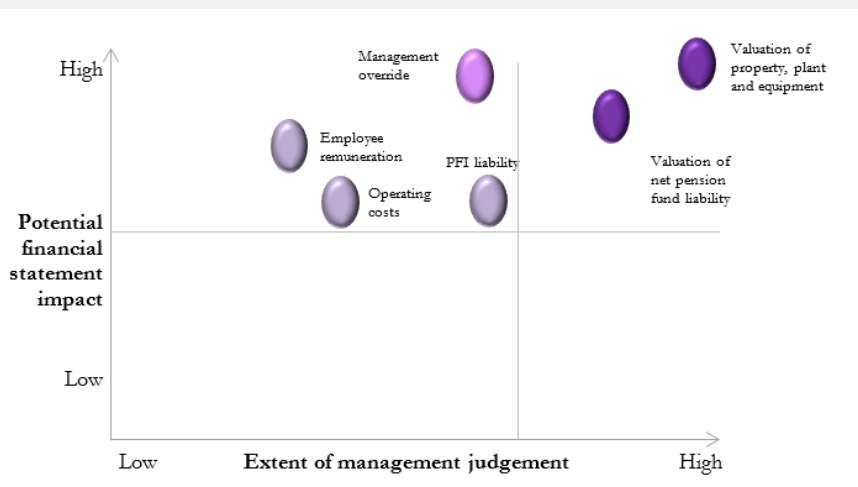 High
Management
override
Valuation of
property, plant
and equipment
Employee
remuneration
PFI liability
Valuation of
net pension
fund liability
Operating
costs
Potential
financial
statement
impact
Low
Low
Extent of management judgement
High